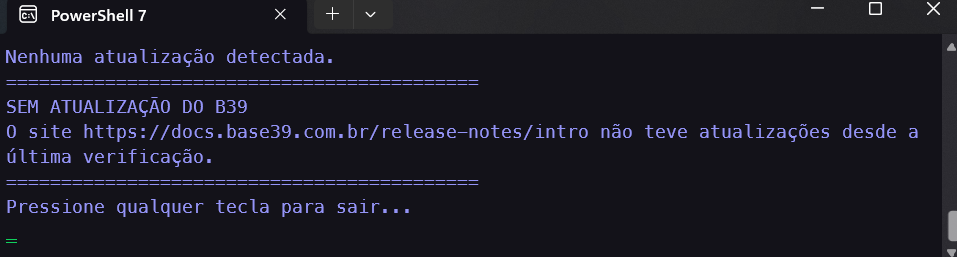 PowerShell 7
Nenhuma atualização detectada.
===========================================
SEM ATUALIZAÇÃO DO B39
O site https://docs.base39.com.br/release-notes/intro não teve atualizações desde a
última verificação.
===========================================
Pressione qualquer tecla para sair...